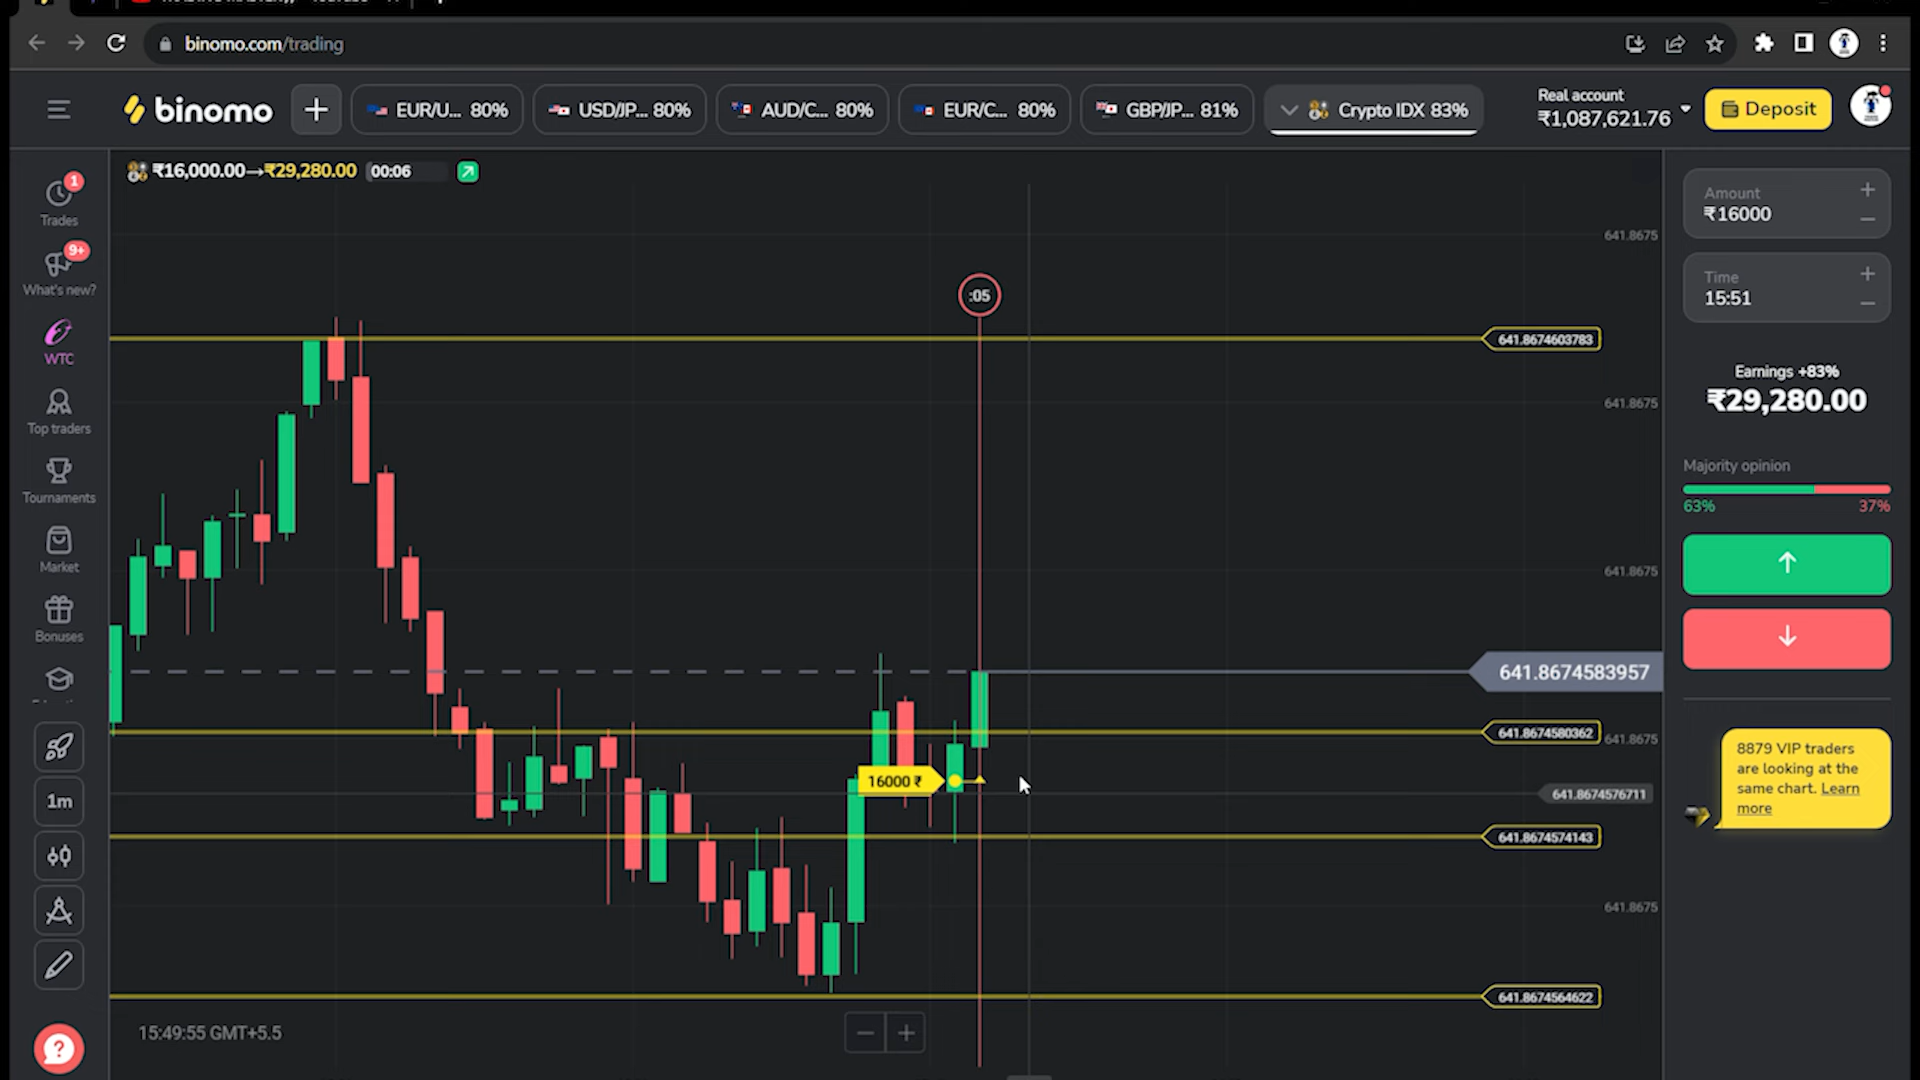 binomo.com/trading
binomo
EUR/U... 80%
USD/JP... 80%
AUD/C... 80%
EUR/C... 80%
GBP/JP... 81%
Crypto IDX 83%
Real account
₹1,087,621.76
Deposit
₹16,000.00→₹29,280.00
00:06
1
Trades
9+
What's new?
WTC
Top traders
Tournaments
Market
Bonuses
1m
:05
16000 ₹
641.8675
641.8674603783
641.8675
641.8675
641.8674583957
641.8674580362
641.8675
641.8674576711
641.8674574143
641.8675
641.8674564622
15:49:55 GMT+5.5
Amount
₹16000
Time
15:51
Earnings +83%
₹29,280.00
Majority opinion
63%
37%
8879 VIP traders
are looking at the
same chart. Learn
more